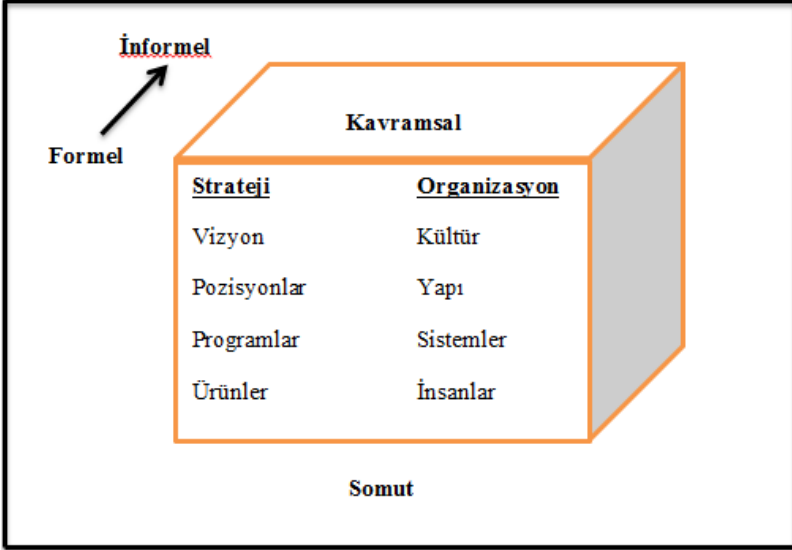 İnformel
Kavramsal
Formel
Strateji Organizasyon
Vizyon Kültür
Pozisyonlar Yapı
Programlar Sistemler
Ürünler İnsanlar
Somut